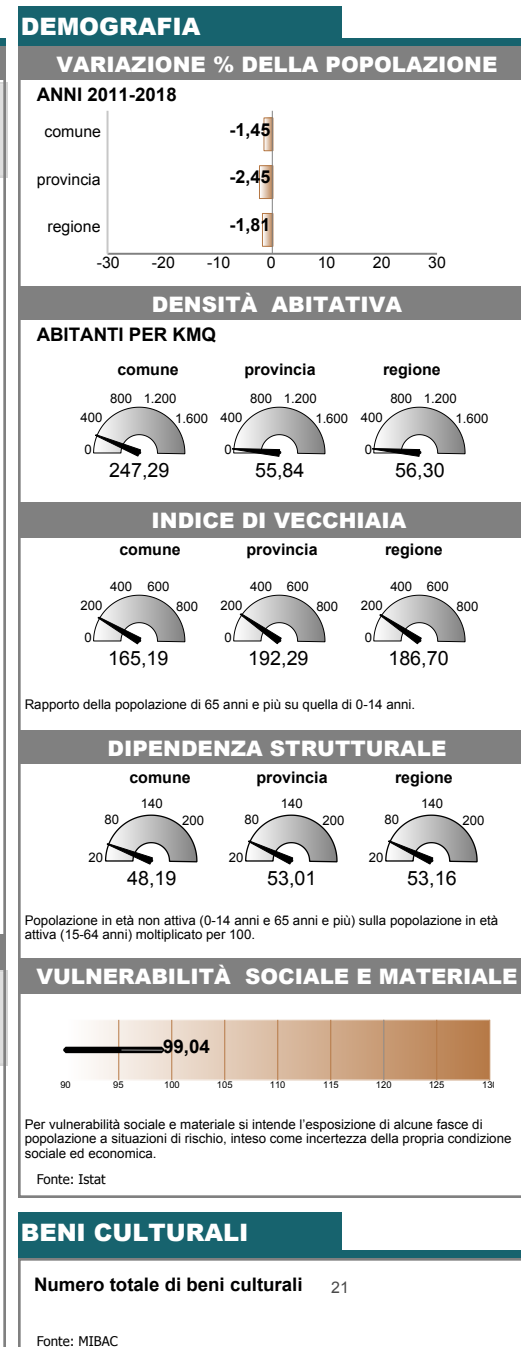 DEMOGRAFIA
VARIAZIONE % DELLA POPOLAZIONE
ANNI 2011-2018
comune -1,45
provincia -2,45
regione -1,81
-30 -20 -10 0 10 20 30
DENSITÀ ABITATIVA
ABITANTI PER KMQ
comune provincia regione
800 1.200 800 1.200 800 1.200
400 1.600 400 1.600 400 1.600
0 0 0
247,29 55,84 56,30
INDICE DI VECCHIAIA
comune provincia regione
400 600 400 600 400 600
200 800 200 800 200 800
0 0 0
165,19 192,29 186,70
Rapporto della popolazione di 65 anni e più su quella di 0-14 anni.
DIPENDENZA STRUTTURALE
comune provincia regione
140 140 140
80 200 80 200 80 200
20 20 20
48,19 53,01 53,16
Popolazione in età non attiva (0-14 anni e 65 anni e più) sulla popolazione in età
attiva (15-64 anni) moltiplicato per 100.
VULNERABILITÀ SOCIALE E MATERIALE
99,04
90 95 100 105 110 115 120 125 130
Per vulnerabilità sociale e materiale si intende l'esposizione di alcune fasce di
popolazione a situazioni di rischio, inteso come incertezza della propria condizione
sociale ed economica.
Fonte: Istat
BENI CULTURALI
Numero totale di beni culturali 21
Fonte: MIBAC